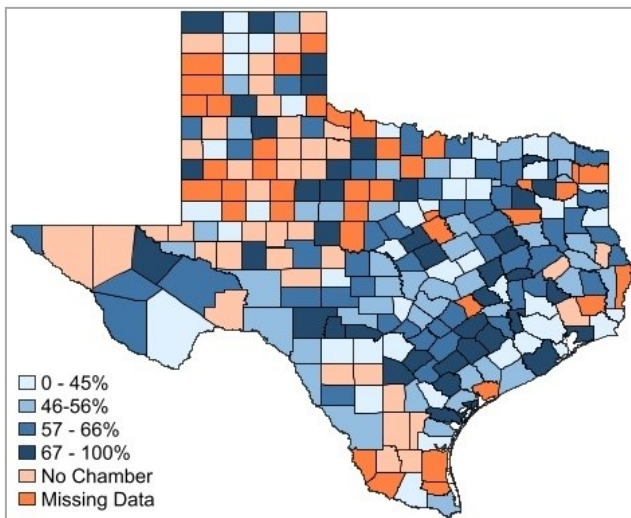 0 - 45%
46-56%
57 - 66%
67 - 100%
No Chamber
Missing Data